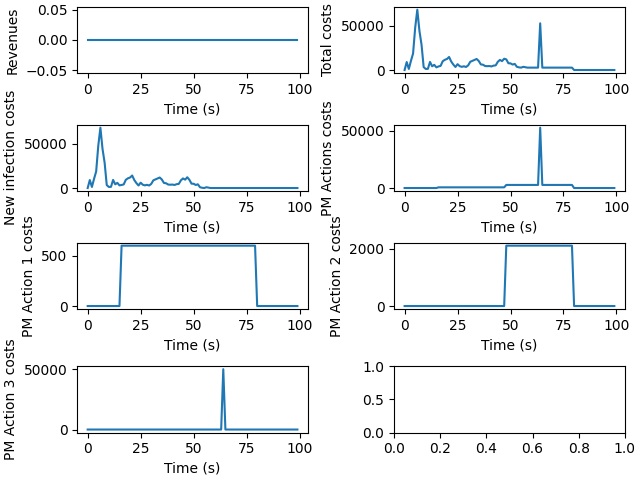 Revenues
0.05
0.00
−0.05
0 25 50 75 100
Time (s)
Total costs
50000
0
0 25 50 75 100
Time (s)
New infection costs
50000
0
0 25 50 75 100
Time (s)
PM Actions costs
50000
0
0 25 50 75 100
Time (s)
PM Action 1 costs
500
0
0 25 50 75 100
Time (s)
PM Action 2 costs
2000
0
0 25 50 75 100
Time (s)
PM Action 3 costs
50000
0
0 25 50 75 100
Time (s)
1.0
0.5
0.0
0.0 0.2 0.4 0.6 0.8 1.0